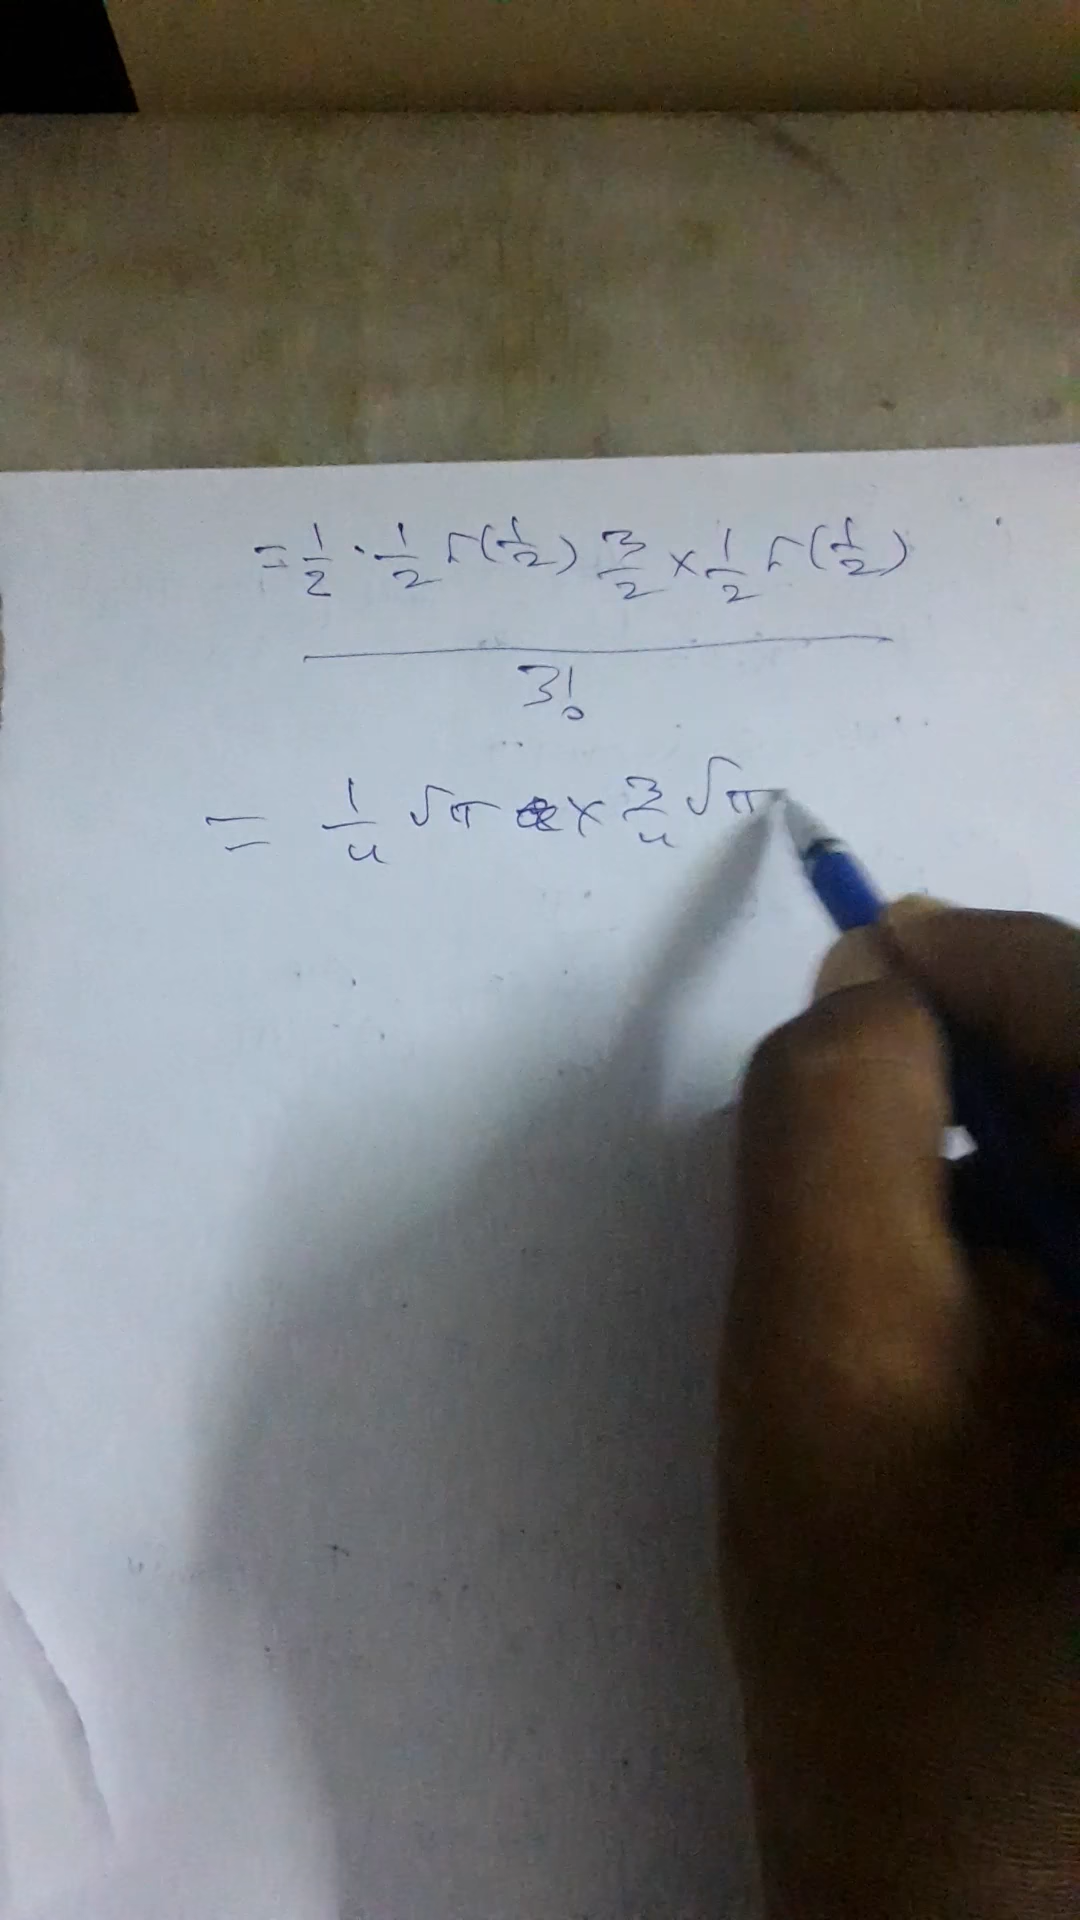 = 1/2 · 1/2 Γ(1/2) 3/2 × 1/2 Γ(1/2)
3!
= 1/4 √π × 3/4 √π